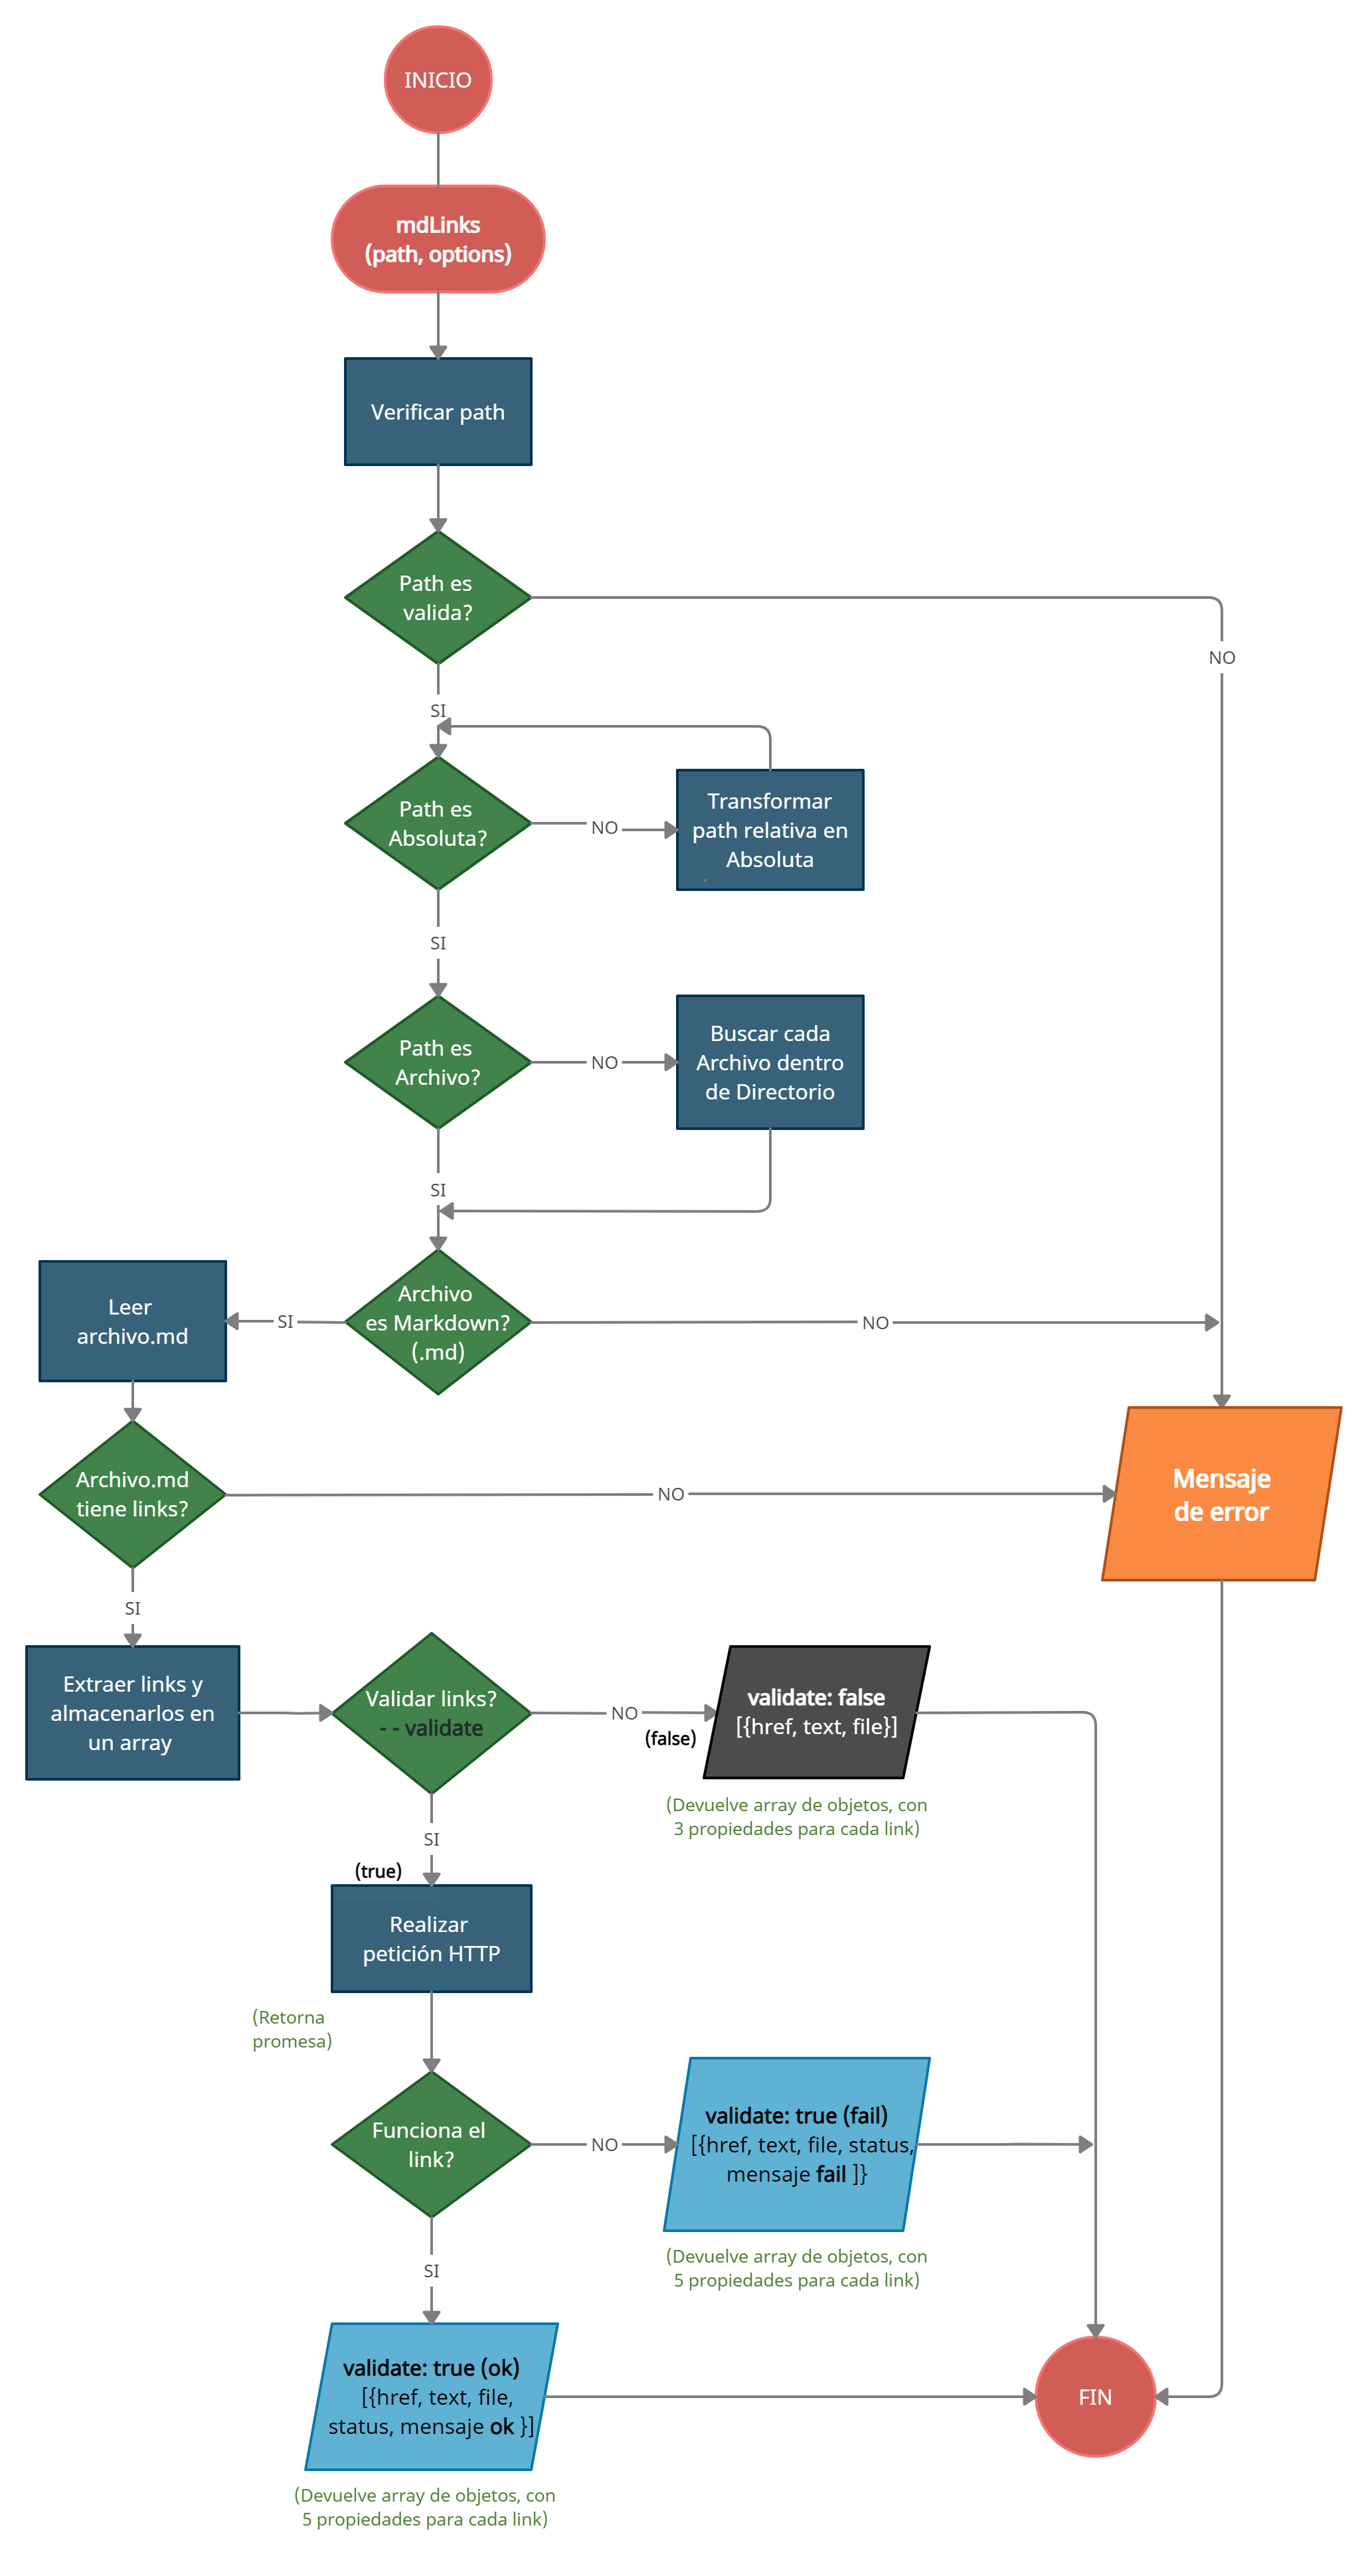 INICIO
mdLinks
(path, options)
Verificar path
Path es
valida?
NO
SI
Path es
Absoluta?
NO
Transformar
path relativa en
Absoluta
SI
Path es
Archivo?
NO
Buscar cada
Archivo dentro
de Directorio
SI
Archivo
es Markdown?
(.md)
SI
NO
Leer
archivo.md
Archivo.md
tiene links?
NO
Mensaje
de error
SI
Extraer links y
almacenarlos en
un array
Validar links?
- - validate
NO
(false)
validate: false
[{href, text, file}]
(Devuelve array de objetos, con
3 propiedades para cada link)
SI
(true)
Realizar
petición HTTP
(Retorna
promesa)
Funciona el
link?
NO
validate: true (fail)
[{href, text, file, status,
mensaje fail ]}
(Devuelve array de objetos, con
5 propiedades para cada link)
SI
validate: true (ok)
[{href, text, file,
status, mensaje ok }]
(Devuelve array de objetos, con
5 propiedades para cada link)
FIN